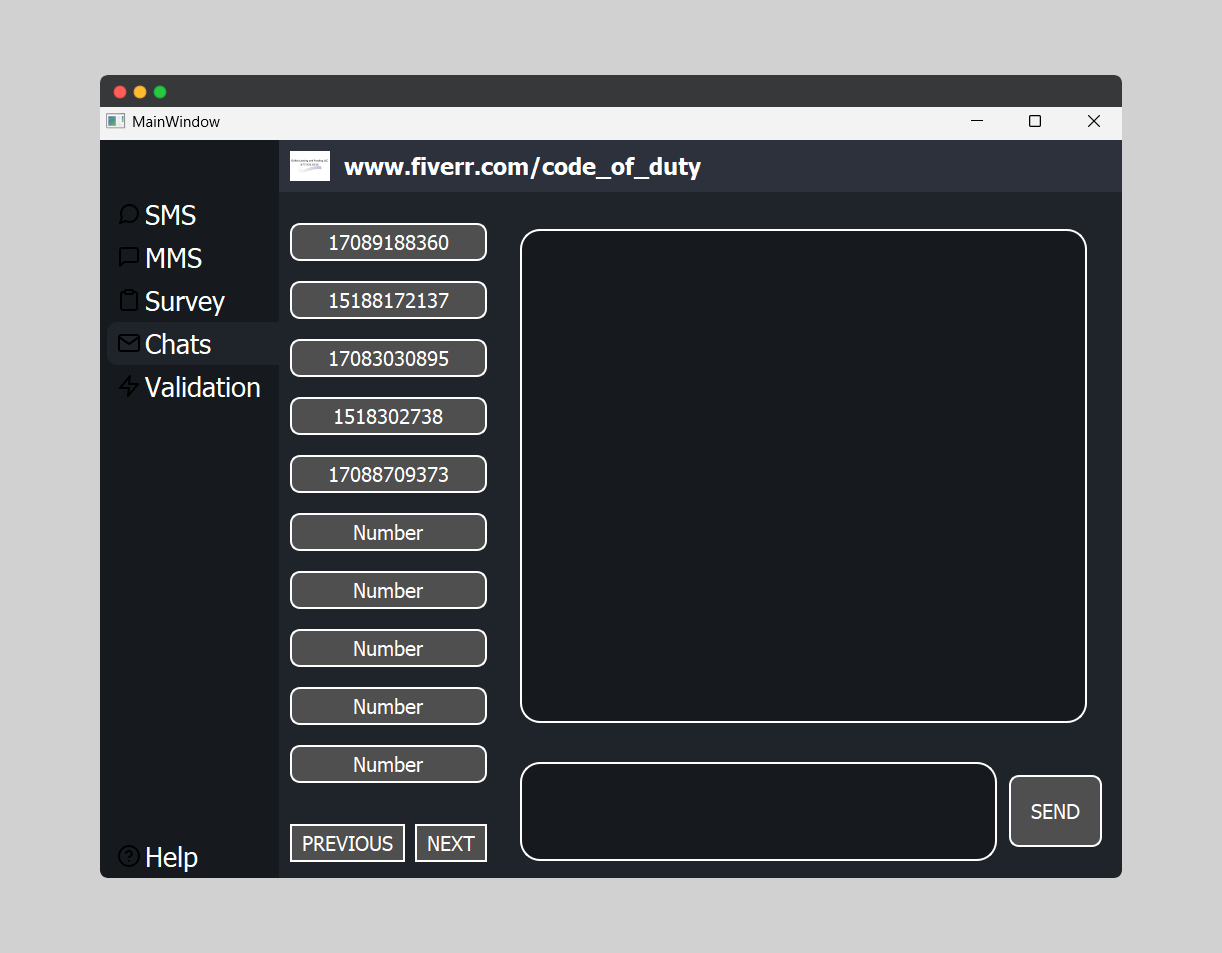 MainWindow
www.fiverr.com/code_of_duty
SMS
MMS
Survey
Chats
Validation
Help
17089188360
15188172137
17083030895
1518302738
17088709373
Number
Number
Number
Number
Number
PREVIOUS
NEXT
SEND